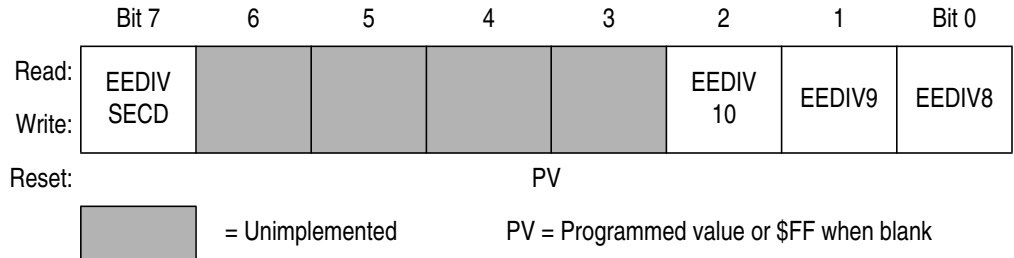 Bit 7 6 5 4 3 2 1 Bit 0
Read:
Write:
EEDIV
SECD
EEDIV
10
EEDIV9
EEDIV8
Reset: PV
= Unimplemented PV = Programmed value or $FF when blank